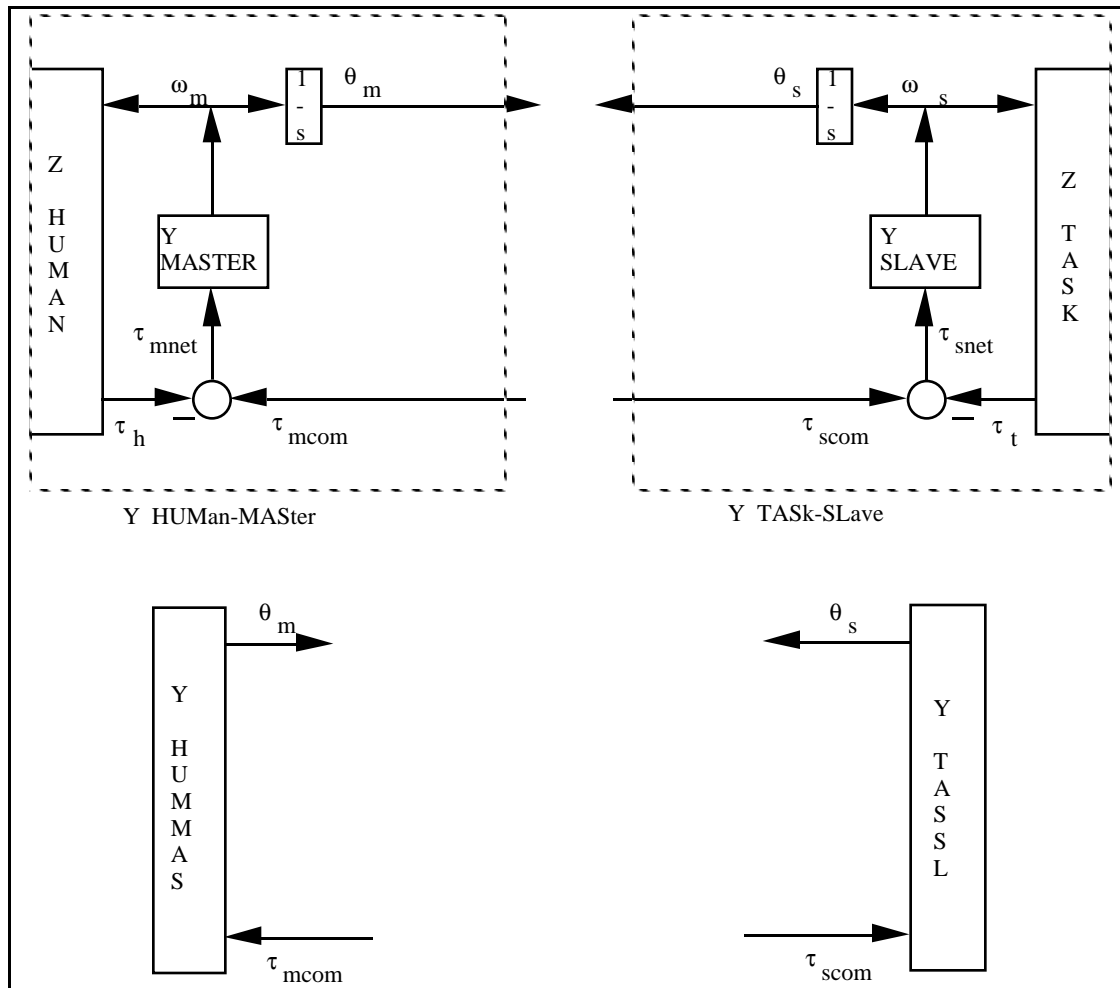 ω m
1
-
s
θ m
Z
H
U
M
A
N
Y
MASTER
τ mnet
τ h
τ mcom
Y HUMan-MASter
θ s
1
-
s
ω s
Z
T
A
S
K
Y
SLAVE
τ snet
τ scom
τ t
Y TASk-SLave
θ m
Y
H
U
M
M
A
S
τ mcom
θ s
Y
T
A
S
S
L
τ scom